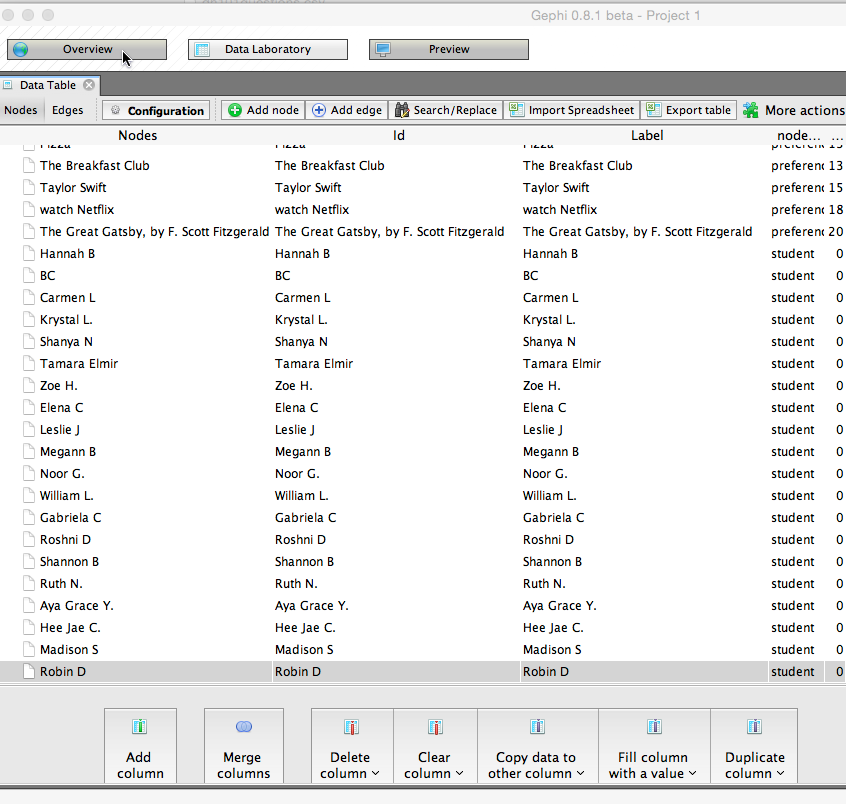 Gephi 0.8.1 beta - Project 1
Overview Data Laboratory Preview
Data Table
Nodes Edges Configuration Add node Add edge Search/Replace Import Spreadsheet Export table More actions
Nodes Id Label node... ...
Pizza Pizza Pizza preferenc 13
The Breakfast Club The Breakfast Club The Breakfast Club preferenc 13
Taylor Swift Taylor Swift Taylor Swift preferenc 15
watch Netflix watch Netflix watch Netflix preferenc 18
The Great Gatsby, by F. Scott Fitzgerald The Great Gatsby, by F. Scott Fitzgerald The Great Gatsby, by F. Scott Fitzgerald preferenc 20
Hannah B Hannah B Hannah B student 0
BC BC BC student 0
Carmen L Carmen L Carmen L student 0
Krystal L. Krystal L. Krystal L. student 0
Shanya N Shanya N Shanya N student 0
Tamara Elmir Tamara Elmir Tamara Elmir student 0
Zoe H. Zoe H. Zoe H. student 0
Elena C Elena C Elena C student 0
Leslie J Leslie J Leslie J student 0
Megann B Megann B Megann B student 0
Noor G. Noor G. Noor G. student 0
William L. William L. William L. student 0
Gabriela C Gabriela C Gabriela C student 0
Roshni D Roshni D Roshni D student 0
Shannon B Shannon B Shannon B student 0
Ruth N. Ruth N. Ruth N. student 0
Aya Grace Y. Aya Grace Y. Aya Grace Y. student 0
Hee Jae C. Hee Jae C. Hee Jae C. student 0
Madison S Madison S Madison S student 0
Robin D Robin D Robin D student 0
Add Merge Delete Clear Copy data to Fill column Duplicate
column columns column column other column with a value column